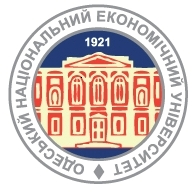 ОДЕСЬКИЙ НАЦІОНАЛЬНИЙ ЕКОНОМІЧНИЙ УНІВЕРСИТЕТ
1921